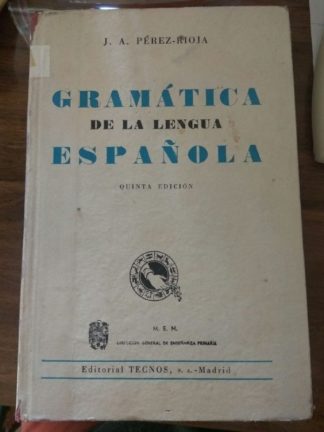 J. A. PÉREZ-RIOJA
GRAMÁTICA
DE LA LENGUA
ESPAÑOLA
QUINTA EDICIÓN
M. E. N.
DIRECCIÓN GENERAL DE ENSEÑANZA PRIMARIA
Editorial TECNOS, S. A.-Madrid